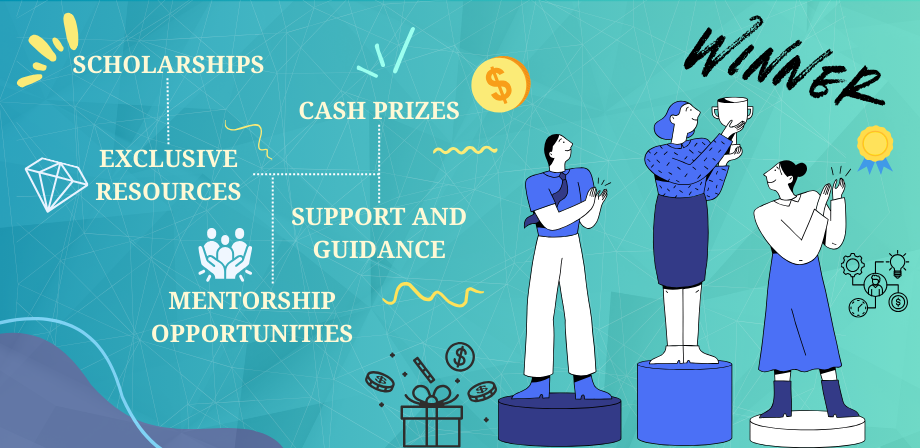 WINNER
SCHOLARSHIPS
CASH PRIZES
EXCLUSIVE
RESOURCES
SUPPORT AND
GUIDANCE
MENTORSHIP
OPPORTUNITIES
$
$
$
$
$